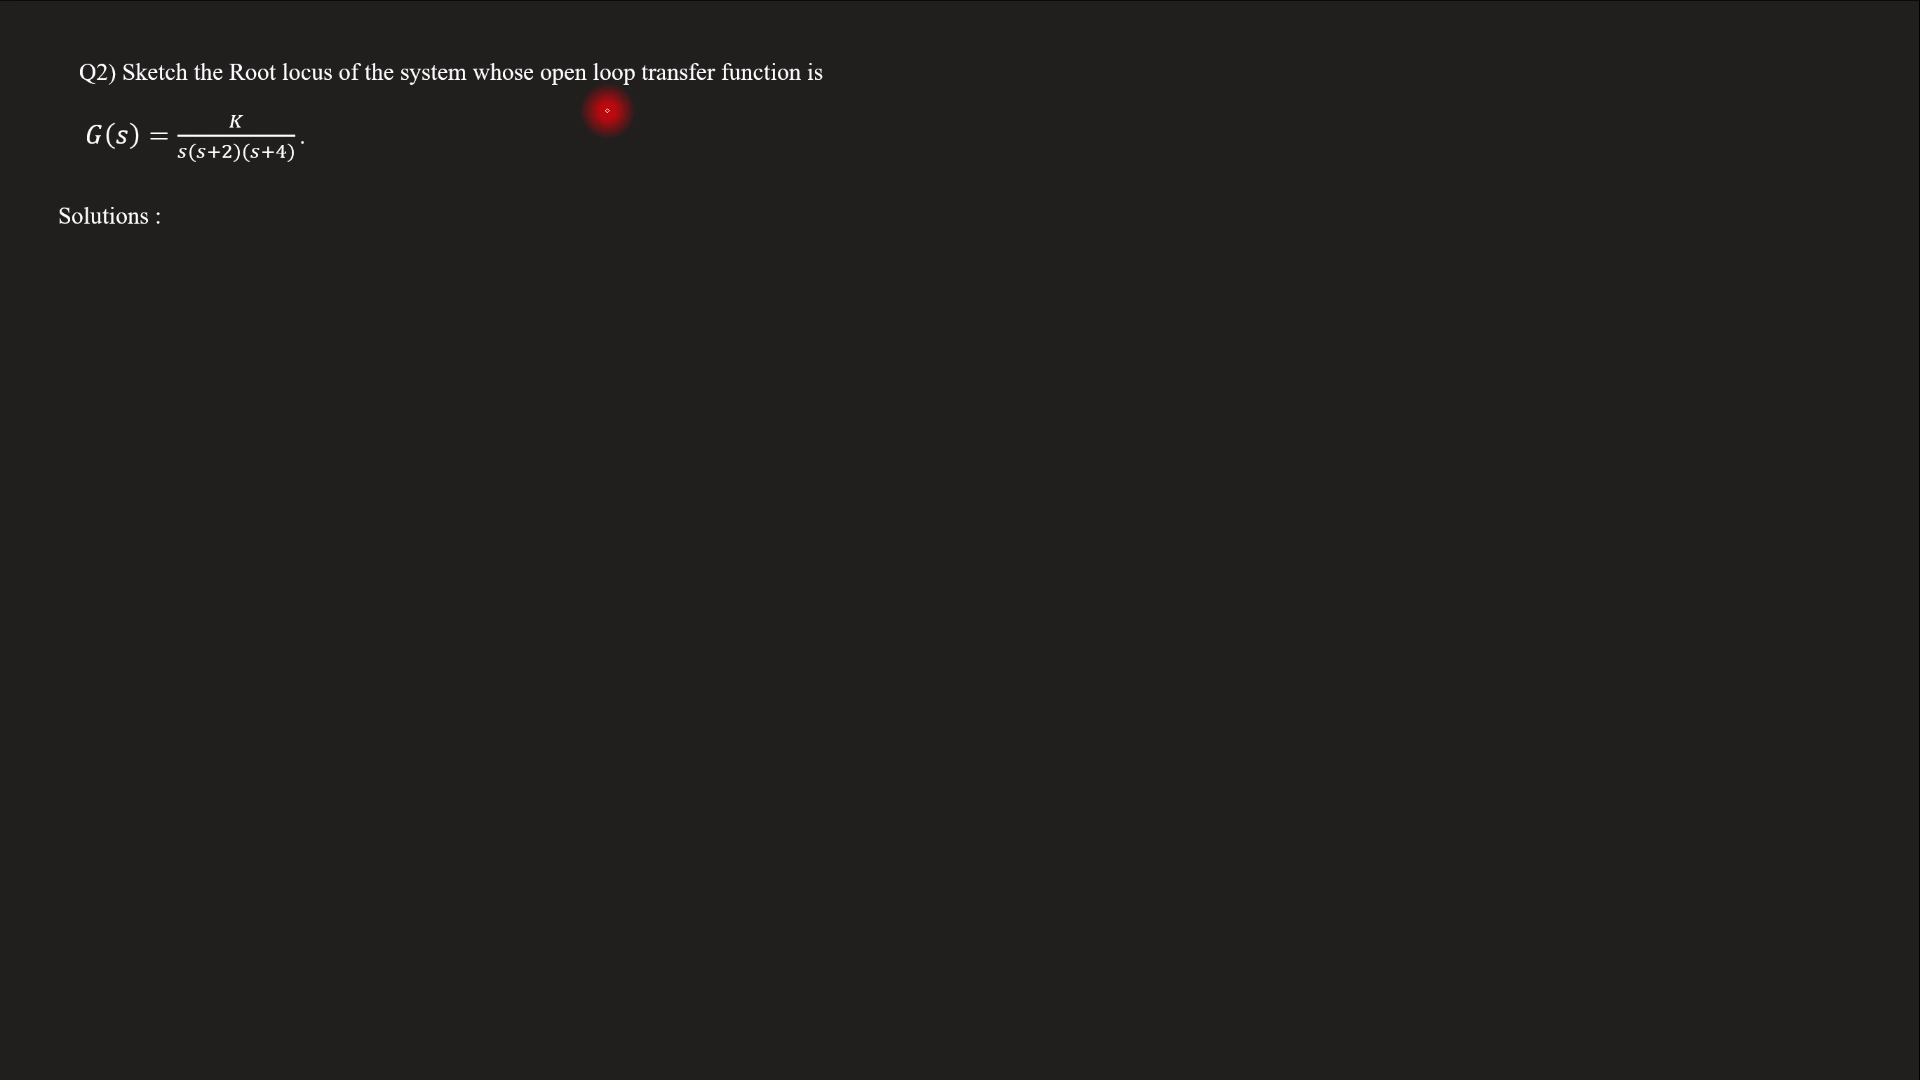 Q2) Sketch the Root locus of the system whose open loop transfer function is
G(s) = K / s(s+2)(s+4) .
Solutions :